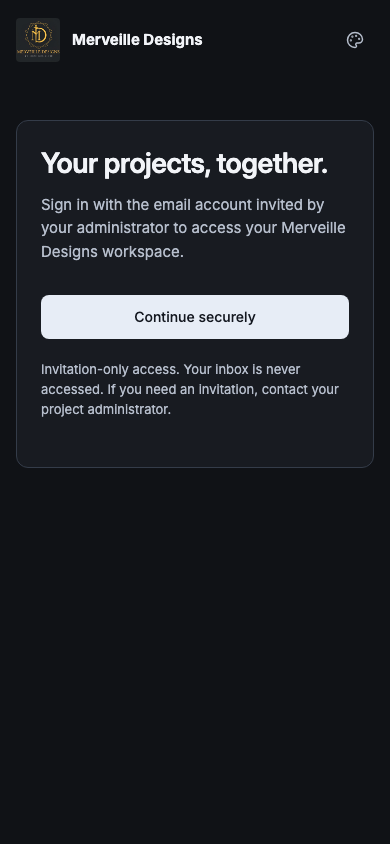 MERVEILLE DESIGNS
Merveille Designs
Your projects, together.
Sign in with the email account invited by
your administrator to access your Merveille
Designs workspace.
Continue securely
Invitation-only access. Your inbox is never
accessed. If you need an invitation, contact your
project administrator.